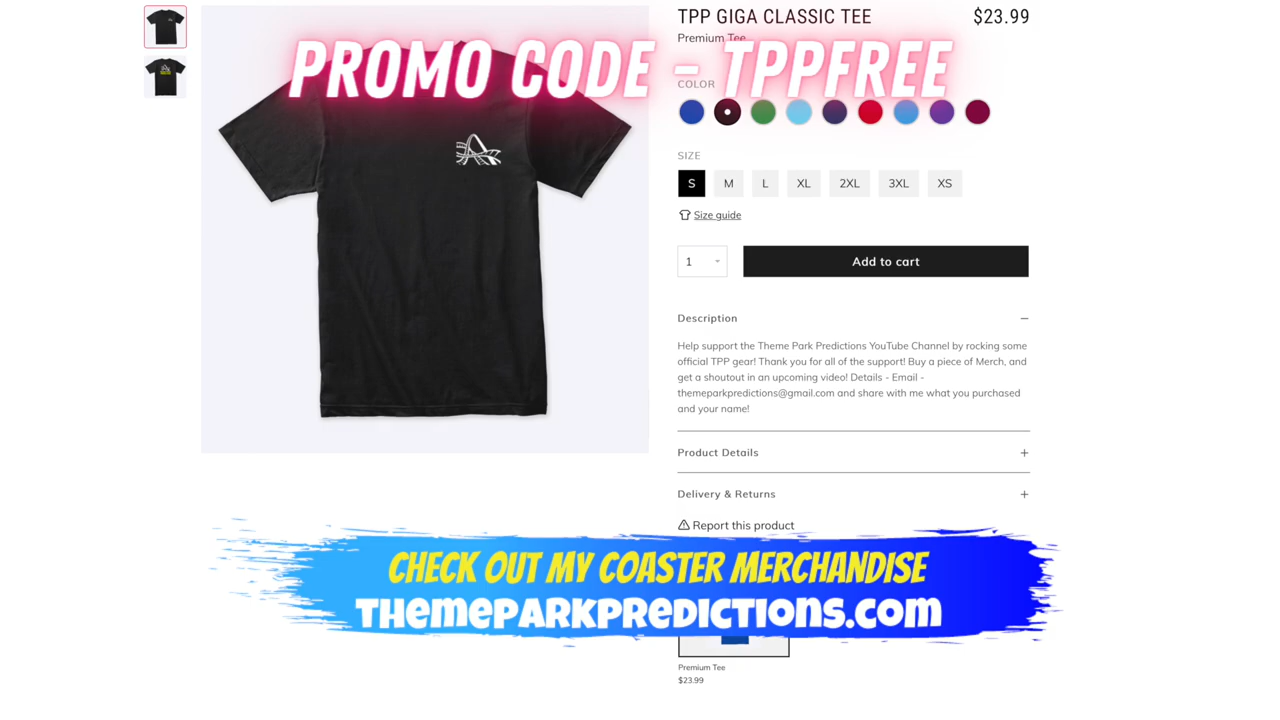 TPP GIGA CLASSIC TEE
$23.99
Premium Tee
PROMO CODE - TPPFREE
COLOR
SIZE
S M L XL 2XL 3XL XS
Size guide
1
Add to cart
Description
Help support the Theme Park Predictions YouTube Channel by rocking some
official TPP gear! Thank you for all of the support! Buy a piece of Merch, and
get a shoutout in an upcoming video! Details - Email -
themeparkpredictions@gmail.com and share with me what you purchased
and your name!
Product Details
Delivery & Returns
Report this product
CHECK OUT MY COASTER MERCHANDISE
THEMEPARKPREDICTIONS.COM
Premium Tee
$23.99